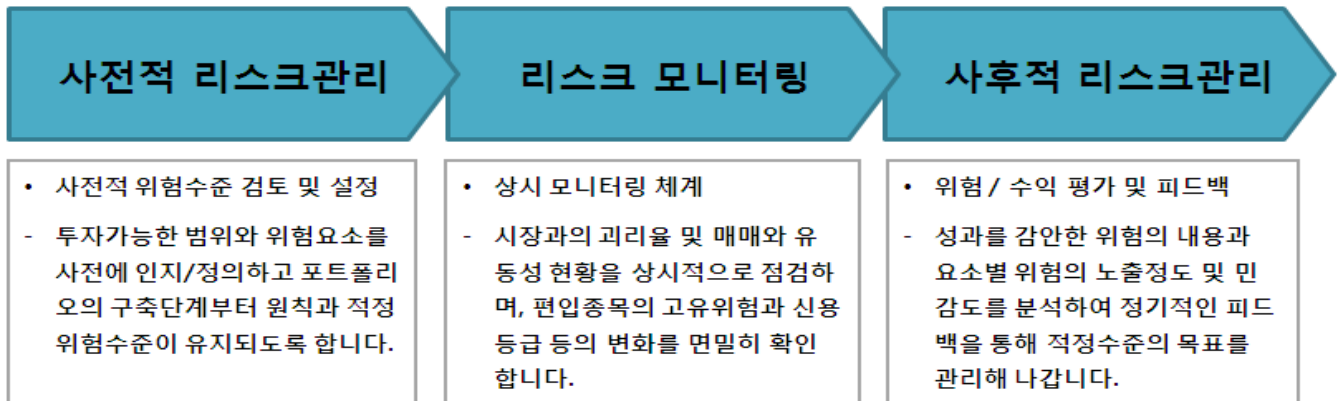 사전적 리스크관리
리스크 모니터링
사후적 리스크관리
• 사전적 위험수준 검토 및 설정
- 투자가능한 범위와 위험요소를
사전에 인지/정의하고 포트폴리
오의 구축단계부터 원칙과 적정
위험수준이 유지되도록 합니다.
• 상시 모니터링 체계
- 시장과의 괴리율 및 매매와 유
동성 현황을 상시적으로 점검하
며, 편입종목의 고유위험과 신용
등급 등의 변화를 면밀히 확인
합니다.
• 위험 / 수익 평가 및 피드백
- 성과를 감안한 위험의 내용과
요소별 위험의 노출정도 및 민
감도를 분석하여 정기적인 피드
백을 통해 적정수준의 목표를
관리해 나갑니다.